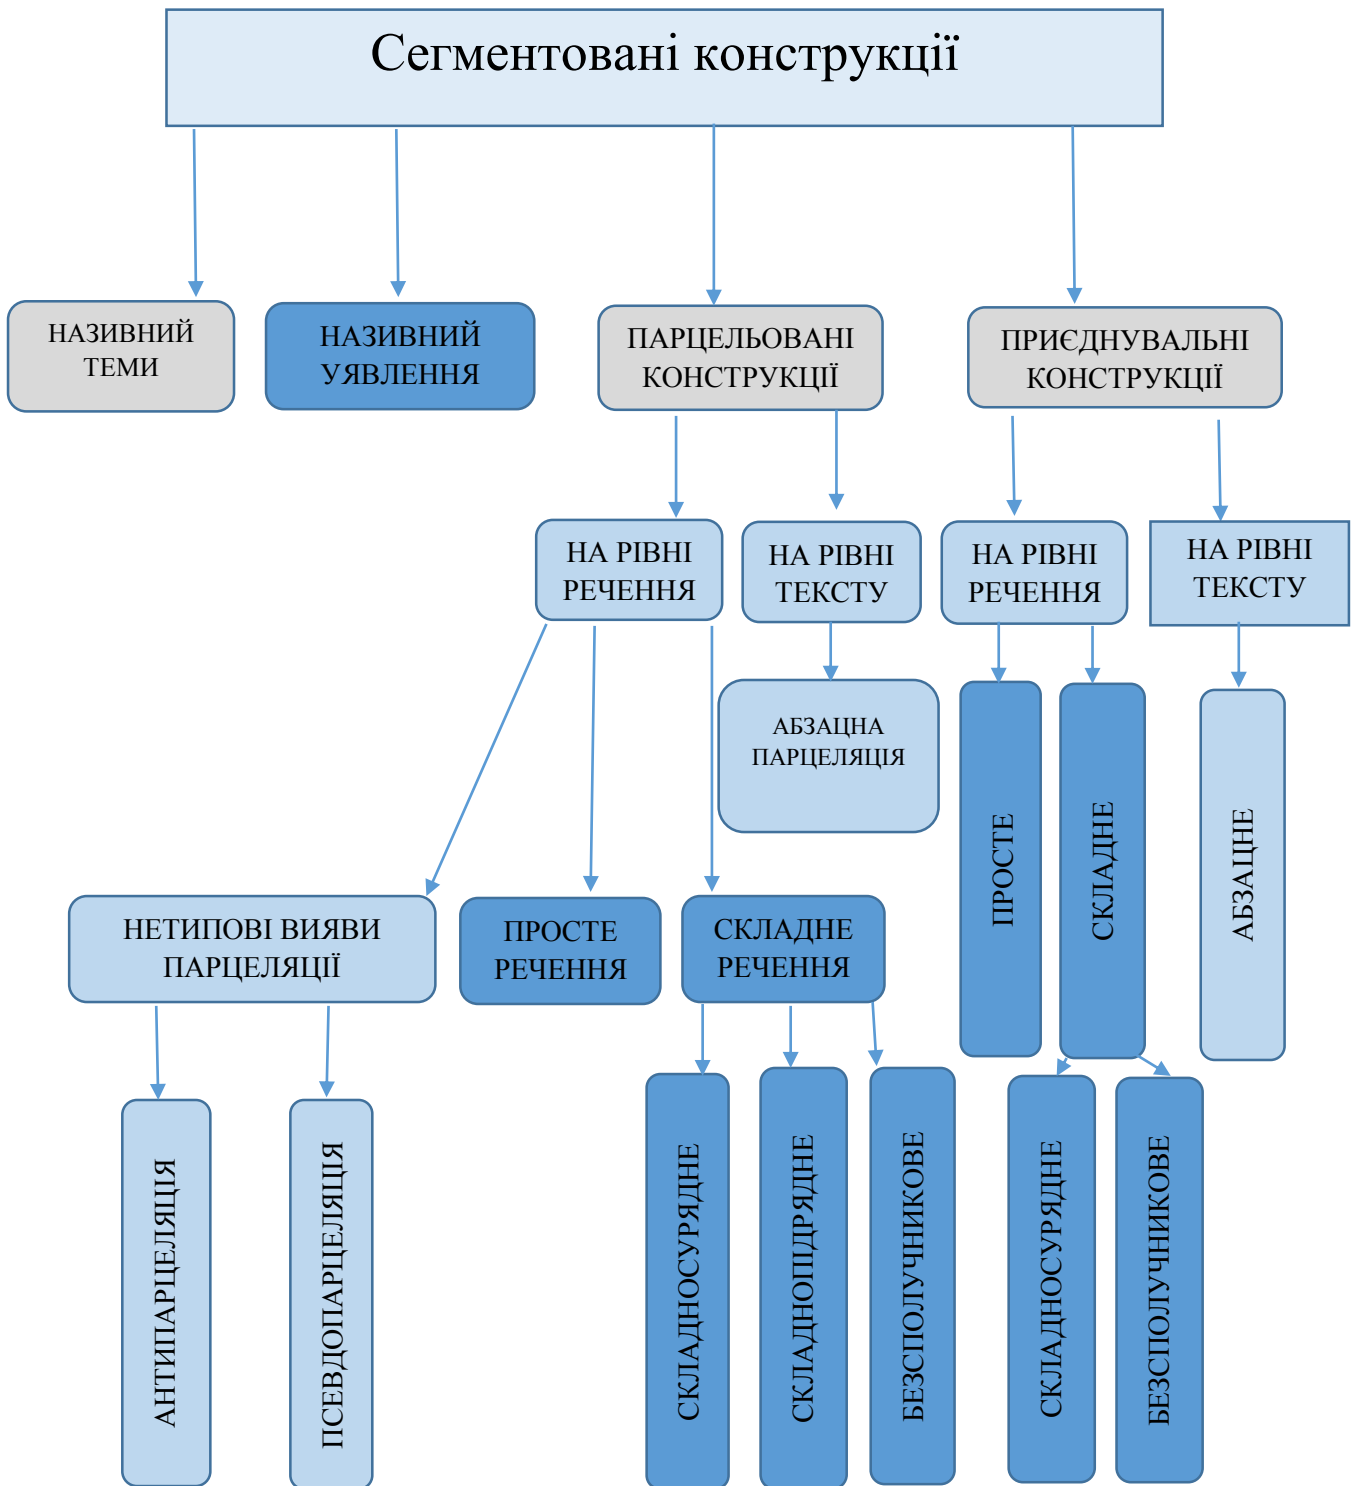 Сегментовані конструкції
НАЗИВНИЙ
ТЕМИ
НАЗИВНИЙ
УЯВЛЕННЯ
ПАРЦЕЛЬОВАНІ
КОНСТРУКЦІЇ
ПРИЄДНУВАЛЬНІ
КОНСТРУКЦІЇ
НА РІВНІ
РЕЧЕННЯ
НА РІВНІ
ТЕКСТУ
НА РІВНІ
РЕЧЕННЯ
НА РІВНІ
ТЕКСТУ
АБЗАЦНА
ПАРЦЕЛЯЦІЯ
ПРОСТЕ
СКЛАДНЕ
АБЗАЦНЕ
НЕТИПОВІ ВИЯВИ
ПАРЦЕЛЯЦІЇ
ПРОСТЕ
РЕЧЕННЯ
СКЛАДНЕ
РЕЧЕННЯ
АНТИПАРЦЕЛЯЦІЯ
ПСЕВДОПАРЦЕЛЯЦІЯ
СКЛАДНОСУРЯДНЕ
СКЛАДНОПІДРЯДНЕ
БЕЗСПОЛУЧНИКОВЕ
СКЛАДНОСУРЯДНЕ
БЕЗСПОЛУЧНИКОВЕ